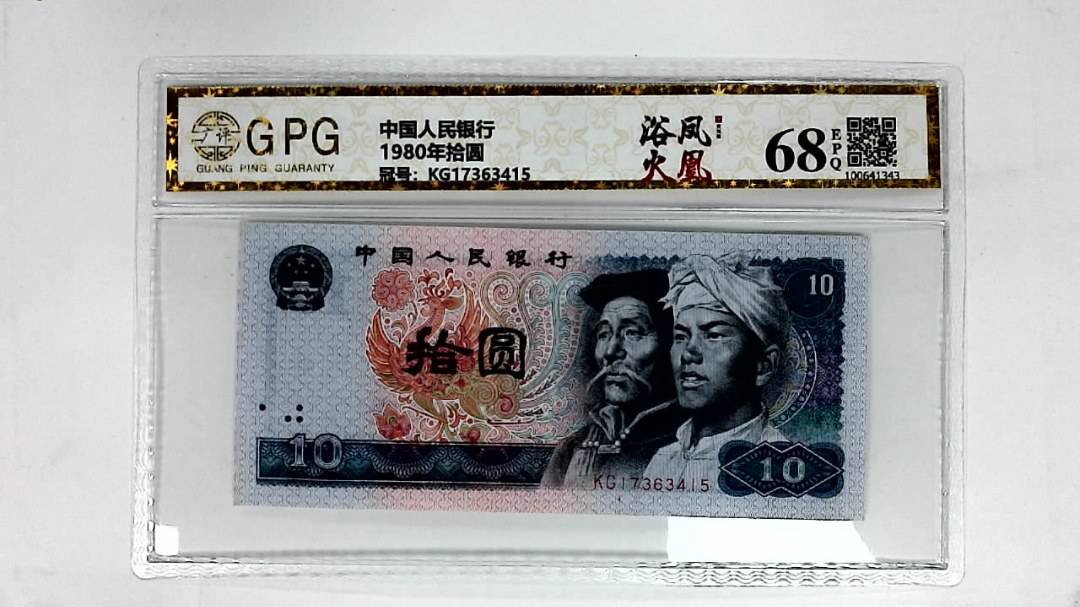 广评
GPG
GUANG PING GUARANTY
中国人民银行
1980年拾圆
冠号：KG17363415
浴火
凤凰
68
EPQ
100641343
中国人民银行
10
拾圆
10
KG17363415
10